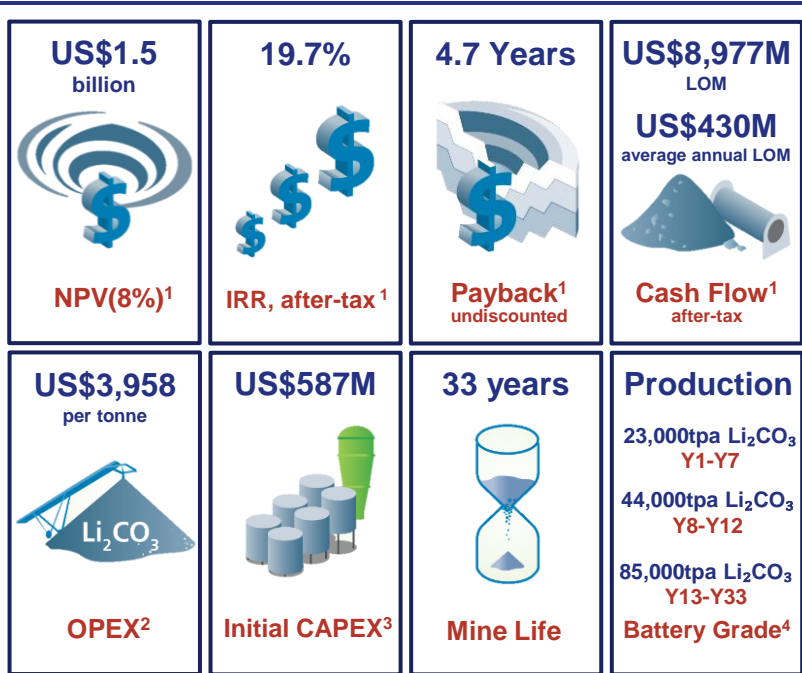 US$1.5
billion
NPV(8%)¹
19.7%
IRR, after-tax ¹
4.7 Years
Payback¹
undiscounted
US$8,977M
LOM
US$430M
average annual LOM
Cash Flow¹
after-tax
US$3,958
per tonne
Li₂CO₃
OPEX²
US$587M
Initial CAPEX³
33 years
Mine Life
Production
23,000tpa Li₂CO₃
Y1-Y7
44,000tpa Li₂CO₃
Y8-Y12
85,000tpa Li₂CO₃
Y13-Y33
Battery Grade⁴